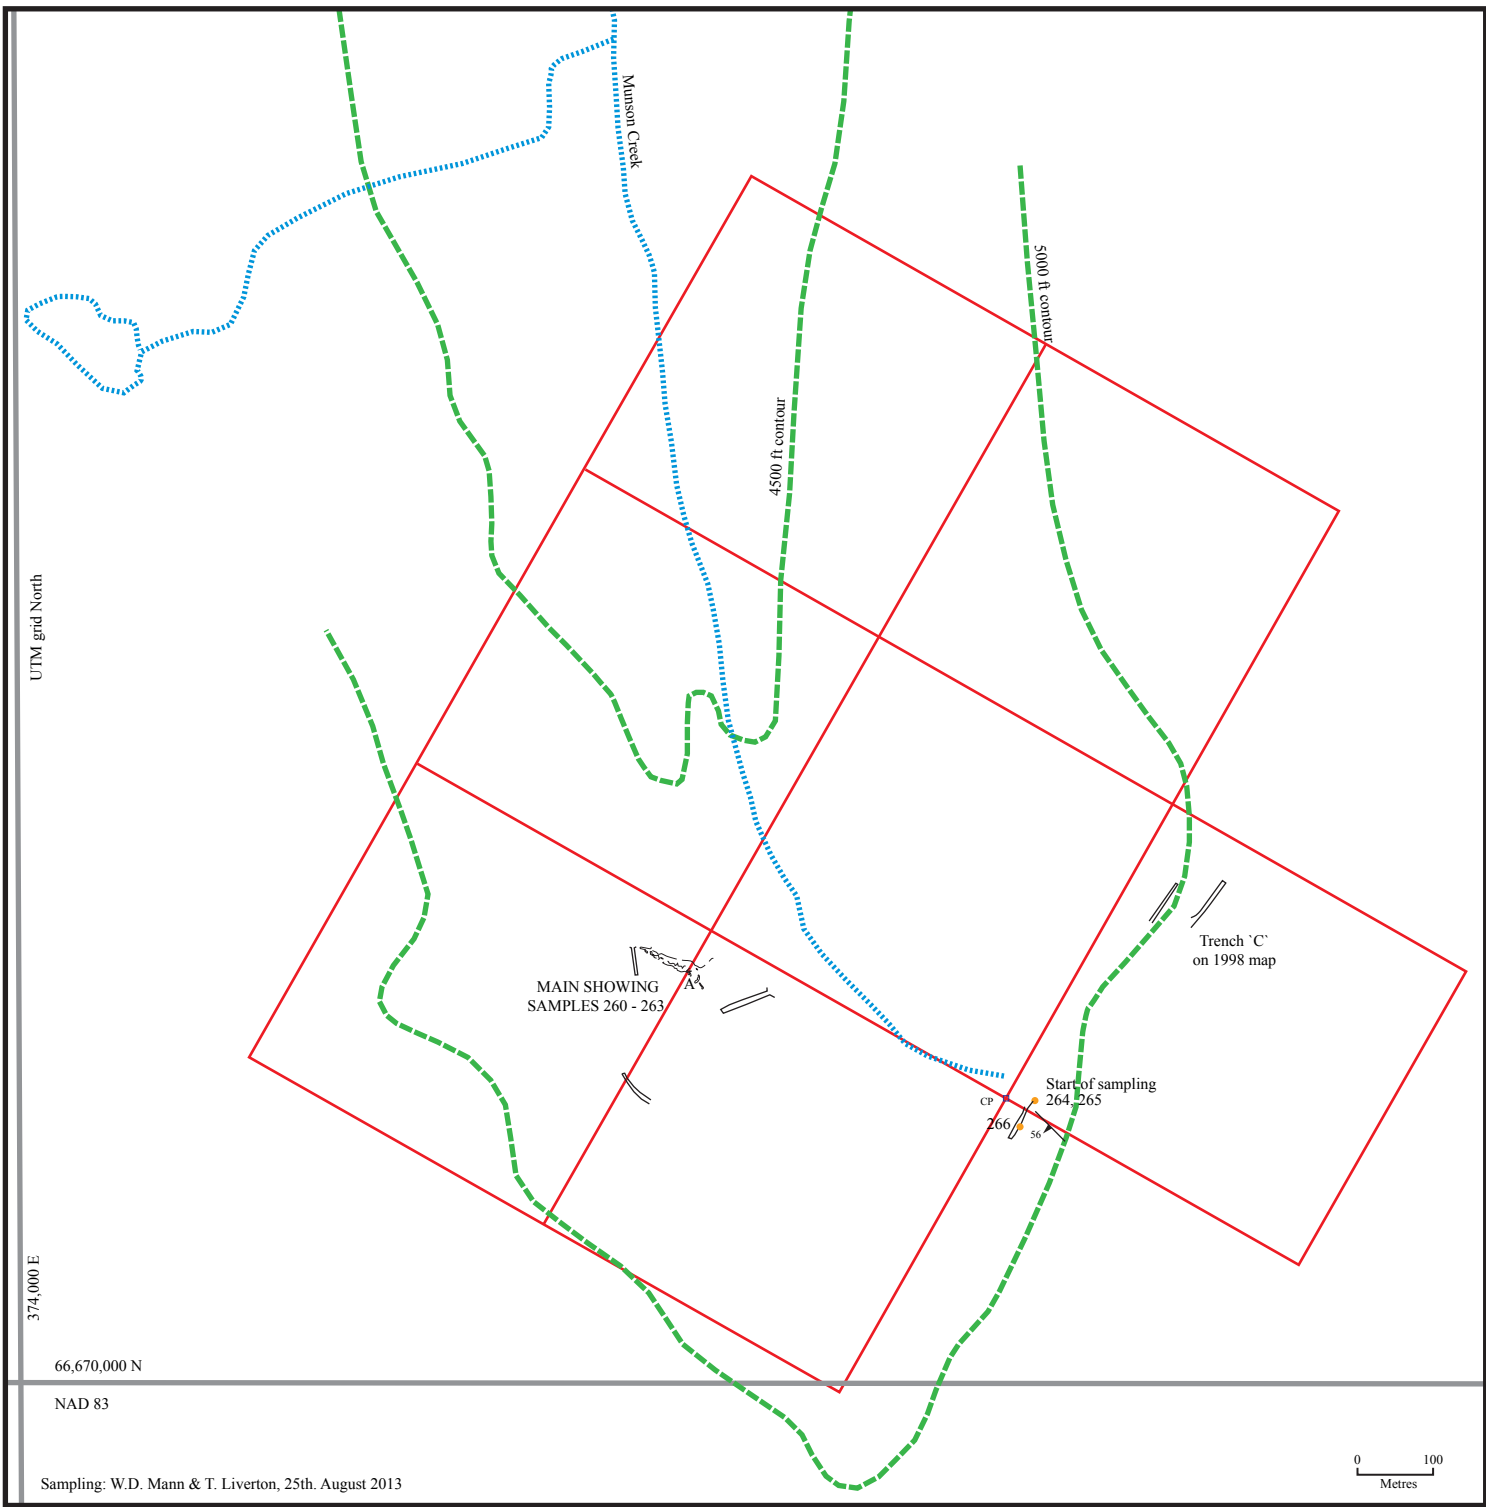 Munson Creek
5000 ft contour
4500 ft contour
UTM grid North
Trench `C`
on 1998 map
MAIN SHOWING
SAMPLES 260 - 263
A
Start of sampling
264, 265
CP
266
56
374,000 E
66,670,000 N
NAD 83
0 100
Metres
Sampling: W.D. Mann & T. Liverton, 25th. August 2013